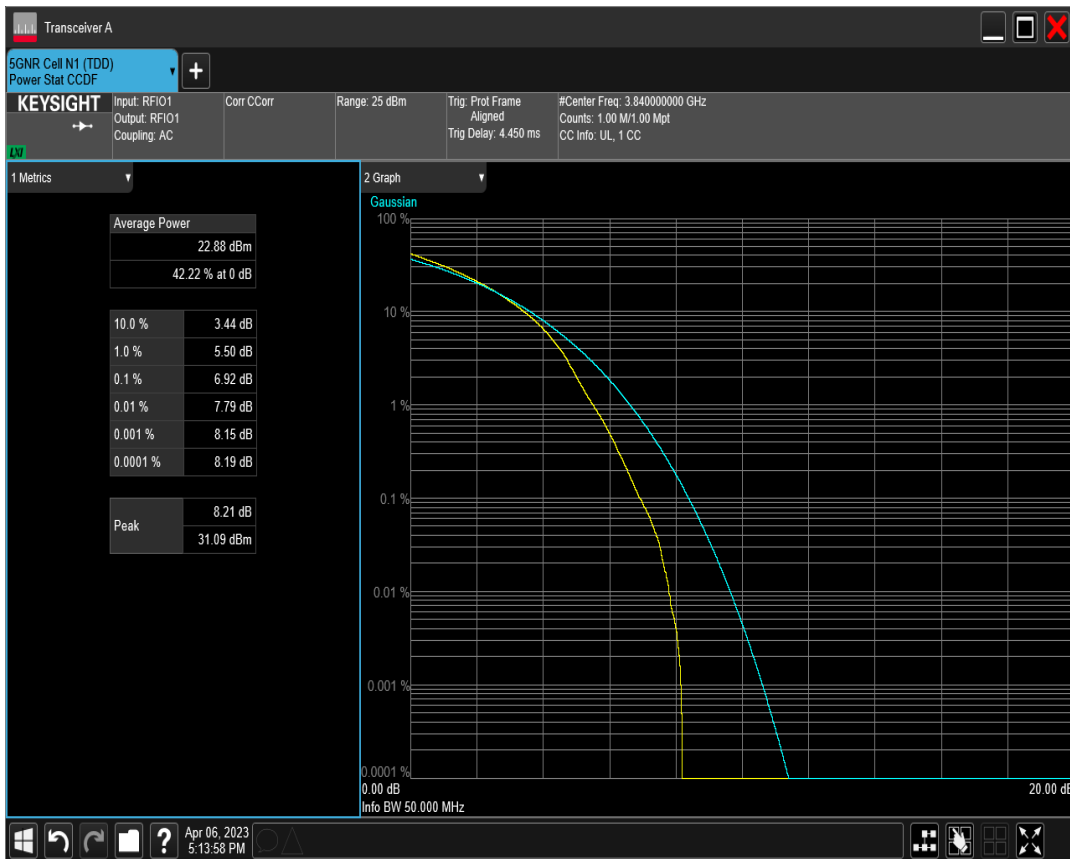 Transceiver A
5GNR Cell N1 (TDD)
Power Stat CCDF
KEYSIGHT
LXI
Input: RFIO1
Output: RFIO1
Coupling: AC
Corr CCorr
Range: 25 dBm
Trig: Prot Frame
Aligned
Trig Delay: 4.450 ms
#Center Freq: 3.840000000 GHz
Counts: 1.00 M/1.00 Mpt
CC Info: UL, 1 CC
1 Metrics
Average Power
22.88 dBm
42.22 % at 0 dB
10.0 % 3.44 dB
1.0 % 5.50 dB
0.1 % 6.92 dB
0.01 % 7.79 dB
0.001 % 8.15 dB
0.0001 % 8.19 dB
Peak 8.21 dB
31.09 dBm
2 Graph
Gaussian
100 %
10 %
1 %
0.1 %
0.01 %
0.001 %
0.0001 %
0.00 dB 20.00 dB
Info BW 50.000 MHz
?
Apr 06, 2023
5:13:58 PM